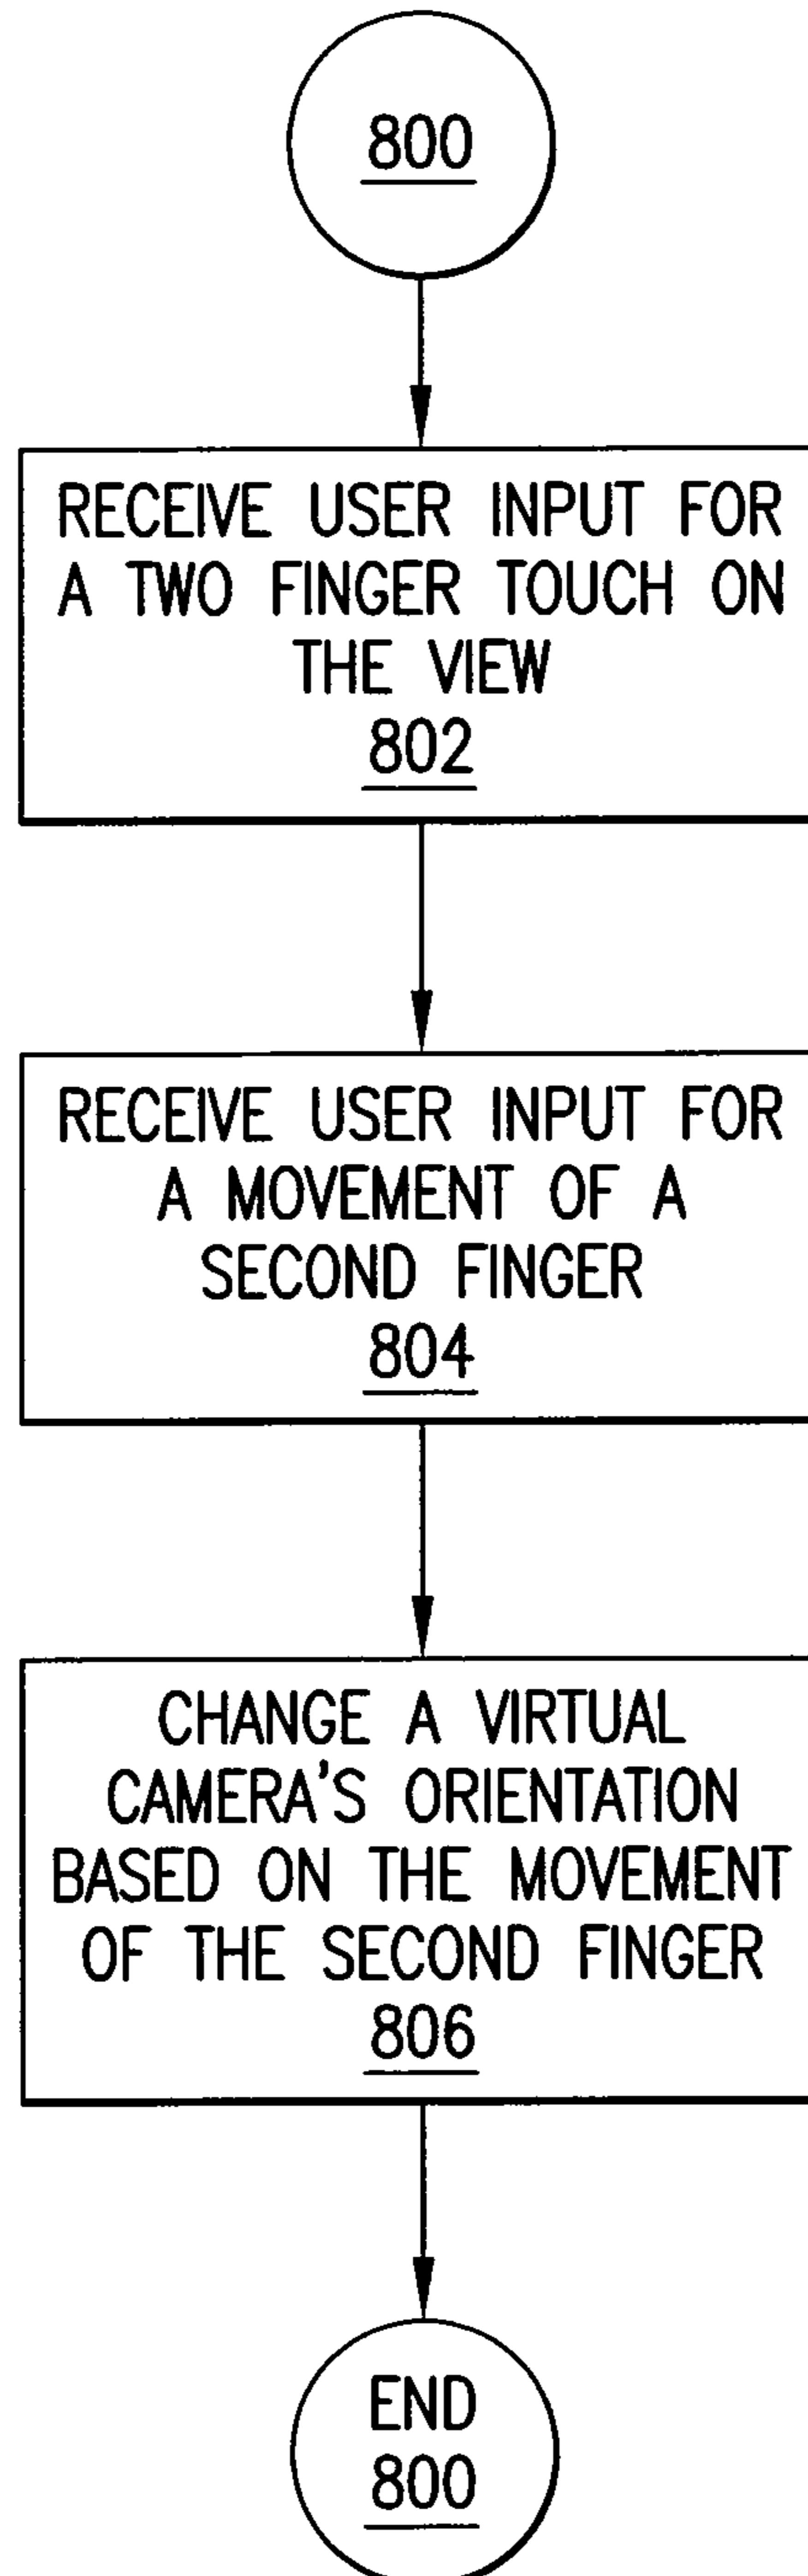 800
RECEIVE USER INPUT FOR
A TWO FINGER TOUCH ON
THE VIEW
802
RECEIVE USER INPUT FOR
A MOVEMENT OF A
SECOND FINGER
804
CHANGE A VIRTUAL
CAMERA'S ORIENTATION
BASED ON THE MOVEMENT
OF THE SECOND FINGER
806
END
800